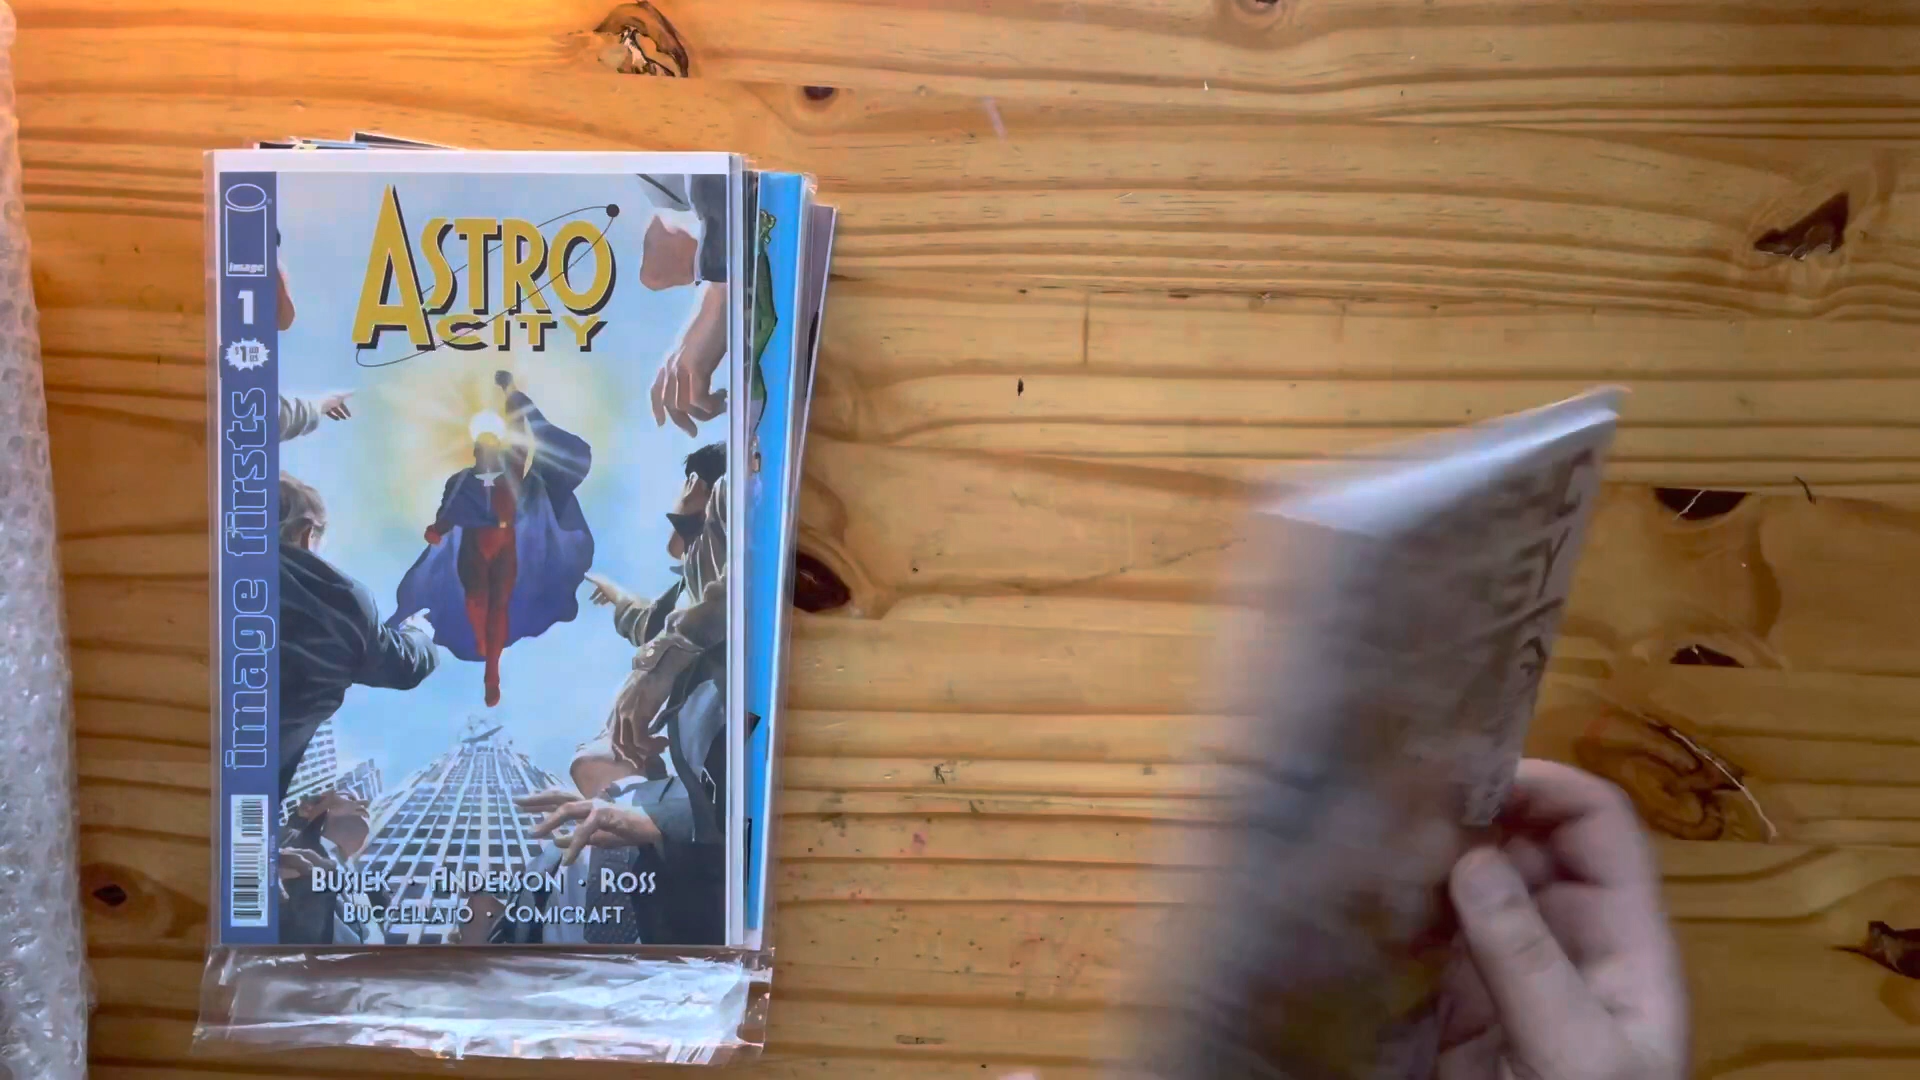 image
1
$1
image firsts
ASTRO
CITY
BUSIEK · ANDERSON · ROSS
BUCCELLATO · COMICRAFT